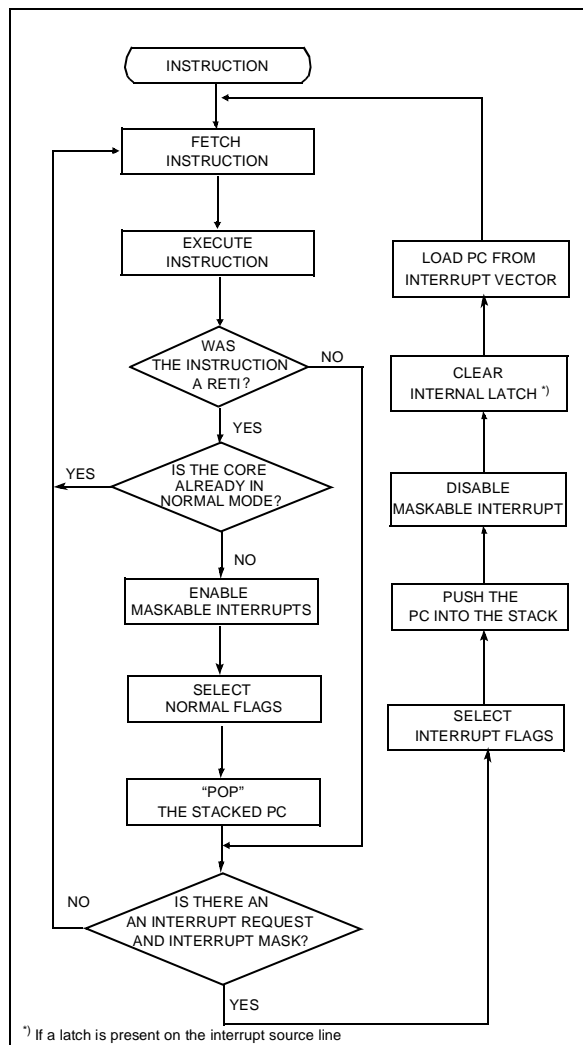 INSTRUCTION
FETCH
INSTRUCTION
EXECUTE
INSTRUCTION
WAS
THE INSTRUCTION
A RETI?
NO
YES
IS THE CORE
ALREADY IN
NORMAL MODE?
YES
NO
ENABLE
MASKABLE INTERRUPTS
SELECT
NORMAL FLAGS
“POP”
THE STACKED PC
IS THERE AN
AN INTERRUPT REQUEST
AND INTERRUPT MASK?
NO
YES
SELECT
INTERRUPT FLAGS
PUSH THE
PC INTO THE STACK
DISABLE
MASKABLE INTERRUPT
CLEAR
INTERNAL LATCH *)
LOAD PC FROM
INTERRUPT VECTOR
*) If a latch is present on the interrupt source line